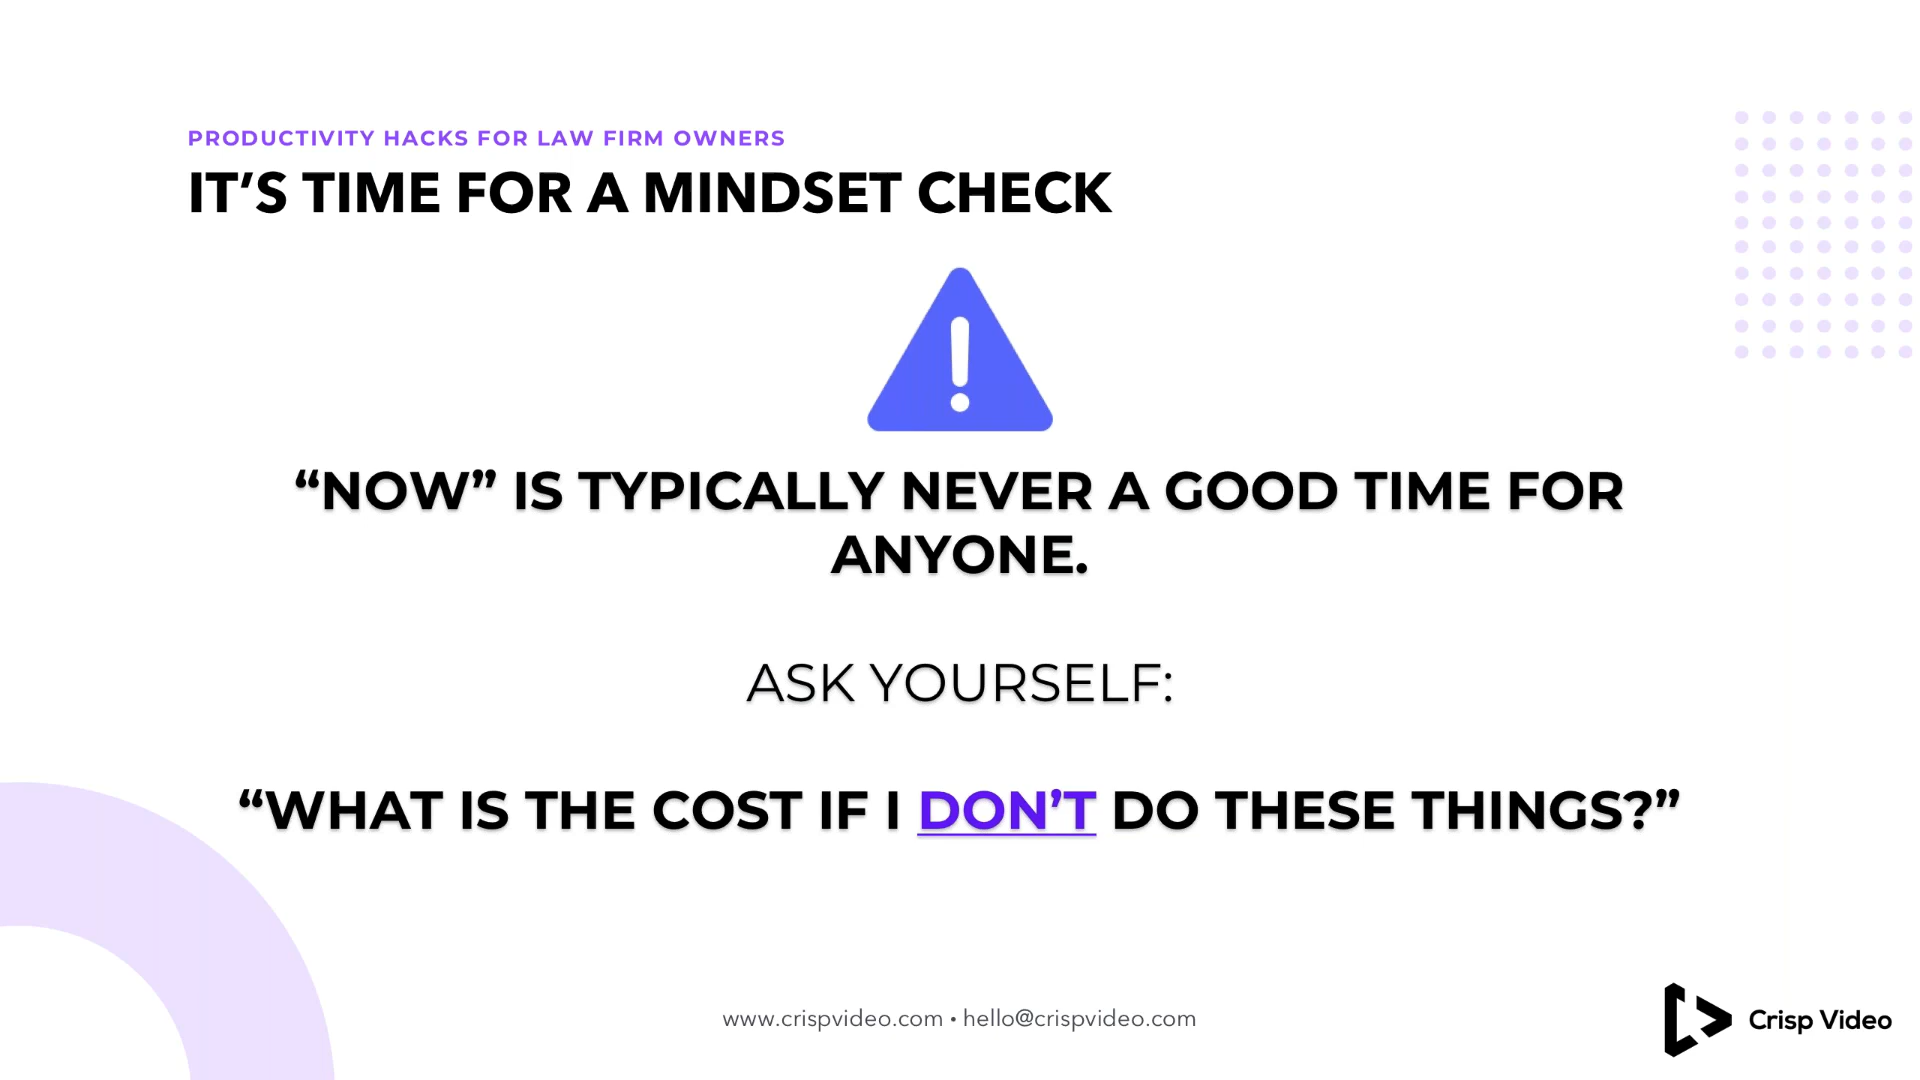 PRODUCTIVITY HACKS FOR LAW FIRM OWNERS
IT’S TIME FOR A MINDSET CHECK
“NOW” IS TYPICALLY NEVER A GOOD TIME FOR
ANYONE.
ASK YOURSELF:
“WHAT IS THE COST IF I DON’T DO THESE THINGS?”
www.crispvideo.com • hello@crispvideo.com
Crisp Video